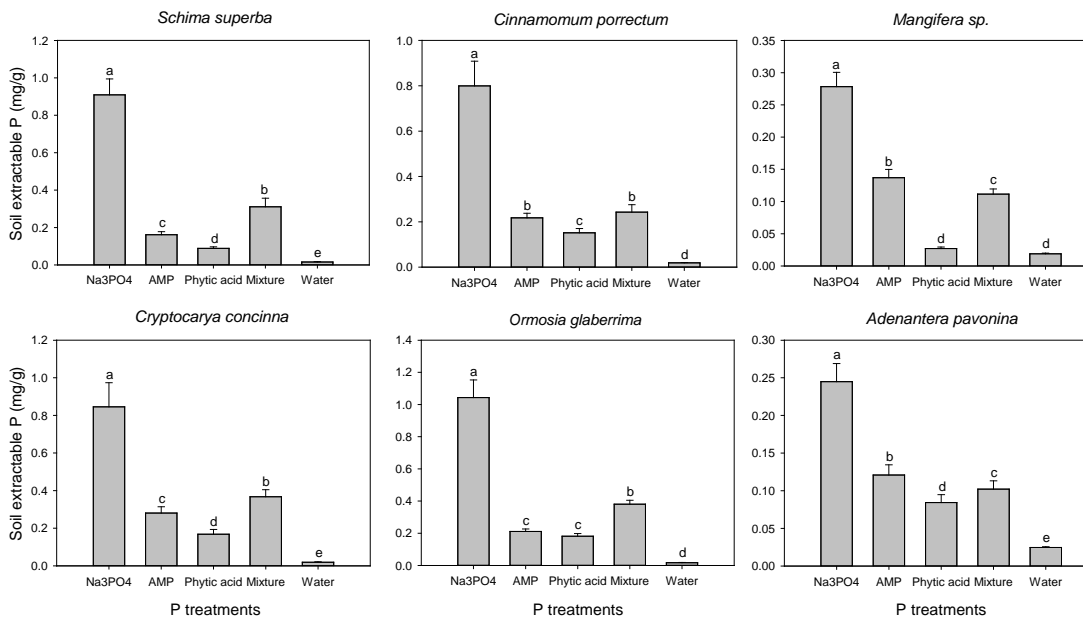 Schima superba
Cinnamomum porrectum
Mangifera sp.
Soil extractable P (mg/g)
1.2
1.0
0.8
0.6
0.4
0.2
0.0
a
c
d
b
e
Na3PO4 AMP Phytic acid Mixture Water
1.0
0.8
0.6
0.4
0.2
0.0
a
b
c
b
d
Na3PO4 AMP Phytic acid Mixture Water
0.35
0.30
0.25
0.20
0.15
0.10
0.05
0.00
a
b
d
c
d
Na3PO4 AMP Phytic acid Mixture Water
Cryptocarya concinna
Ormosia glaberrima
Adenantera pavonina
Soil extractable P (mg/g)
1.2
1.0
0.8
0.6
0.4
0.2
0.0
a
c
d
b
e
Na3PO4 AMP Phytic acid Mixture Water
P treatments
1.4
1.2
1.0
0.8
0.6
0.4
0.2
0.0
a
c
c
b
d
Na3PO4 AMP Phytic acid Mixture Water
P treatments
0.30
0.25
0.20
0.15
0.10
0.05
0.00
a
b
d
c
e
Na3PO4 AMP Phytic acid Mixture Water
P treatments